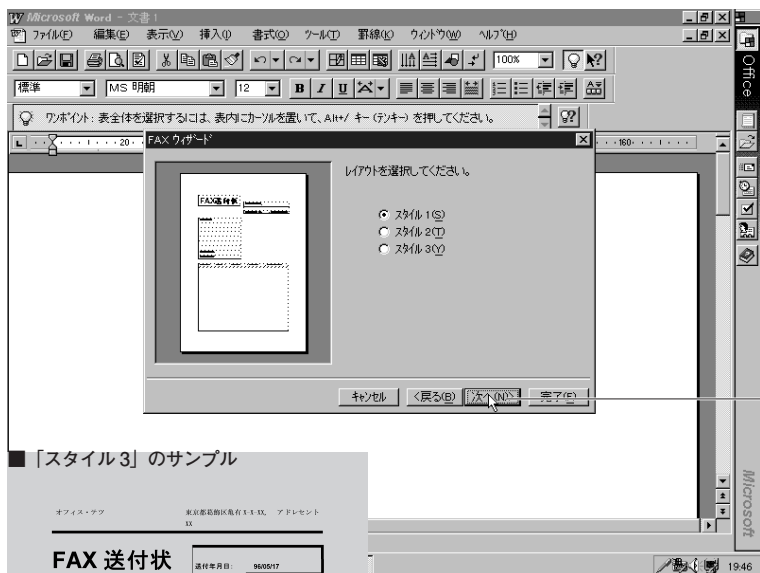 Microsoft Word - 文書1
ファイル(F) 編集(E) 表示(V) 挿入(I) 書式(O) ツール(T) 罫線(K) ウィンドウ(W) ヘルプ(H)
100%
標準 MS 明朝 12 B I U
ワンポイント: 表全体を選択するには、表内にカーソルを置いて、Alt+/ キー (テンキー) を押してください。
20 160
FAX ウィザード
レイアウトを選択してください。
FAX送付状
スタイル 1(S)
スタイル 2(T)
スタイル 3(Y)
キャンセル <戻る(B) 次へ(N)> 完了(F)
Office
Microsoft
■「スタイル 3」のサンプル
オフィス・テツ 東京都葛飾区亀有 X-X-XX, アドレセント
XX
FAX 送付状
送付年月日: 96/05/17
19:46